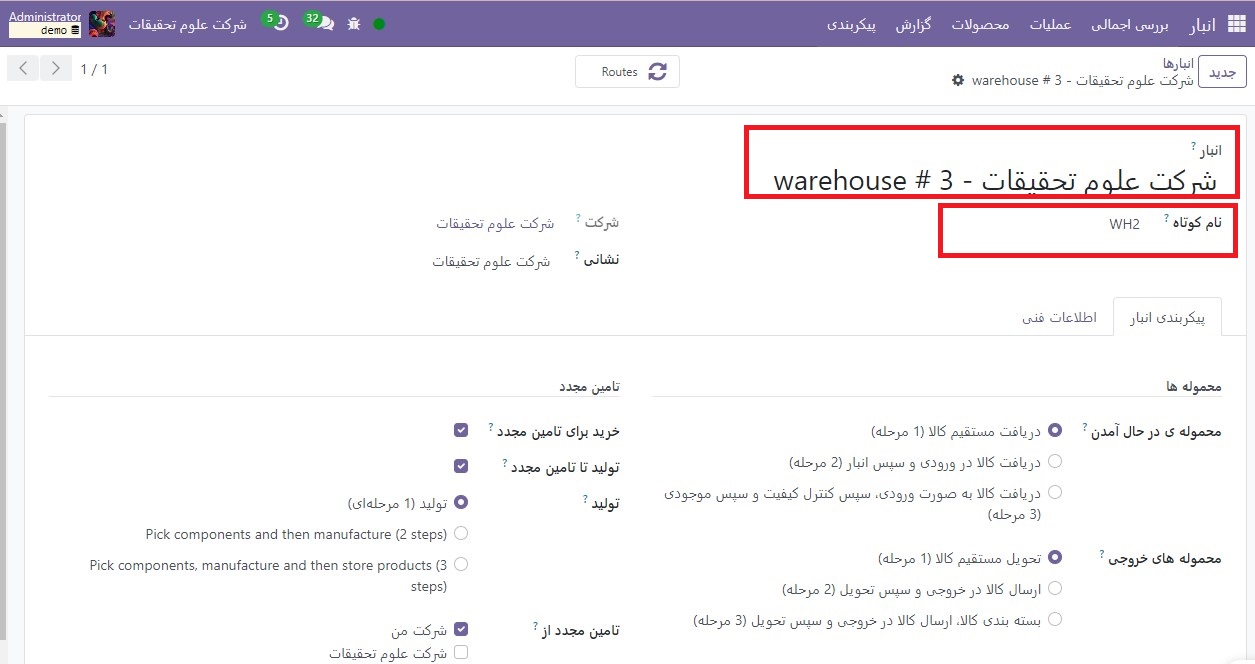 انبار بررسی اجمالی عملیات محصولات گزارش پیکربندی
32 5 شرکت علوم تحقیقات
Administrator
demo
جدید
انبارها
شرکت علوم تحقیقات - warehouse # 3
Routes
1 / 1
انبار ?
شرکت علوم تحقیقات - warehouse # 3
نام کوتاه ? WH2
شرکت ? شرکت علوم تحقیقات
نشانی ? شرکت علوم تحقیقات
پیکربندی انبار اطلاعات فنی
محموله ها
محموله ی در حال آمدن ? دریافت مستقیم کالا (1 مرحله)
دریافت کالا در ورودی و سپس انبار (2 مرحله)
دریافت کالا به صورت ورودی، سپس کنترل کیفیت و سپس موجودی
(3 مرحله)
محموله های خروجی ? تحویل مستقیم کالا (1 مرحله)
ارسال کالا در خروجی و سپس تحویل (2 مرحله)
بسته بندی کالا، ارسال کالا در خروجی و سپس تحویل (3 مرحله)
تامین مجدد
خرید برای تامین مجدد ?
تولید تا تامین مجدد ?
تولید ? تولید (1 مرحله‌ای)
Pick components and then manufacture (2 steps)
Pick components, manufacture and then store products (3
steps)
تامین مجدد از ? شرکت من
شرکت علوم تحقیقات